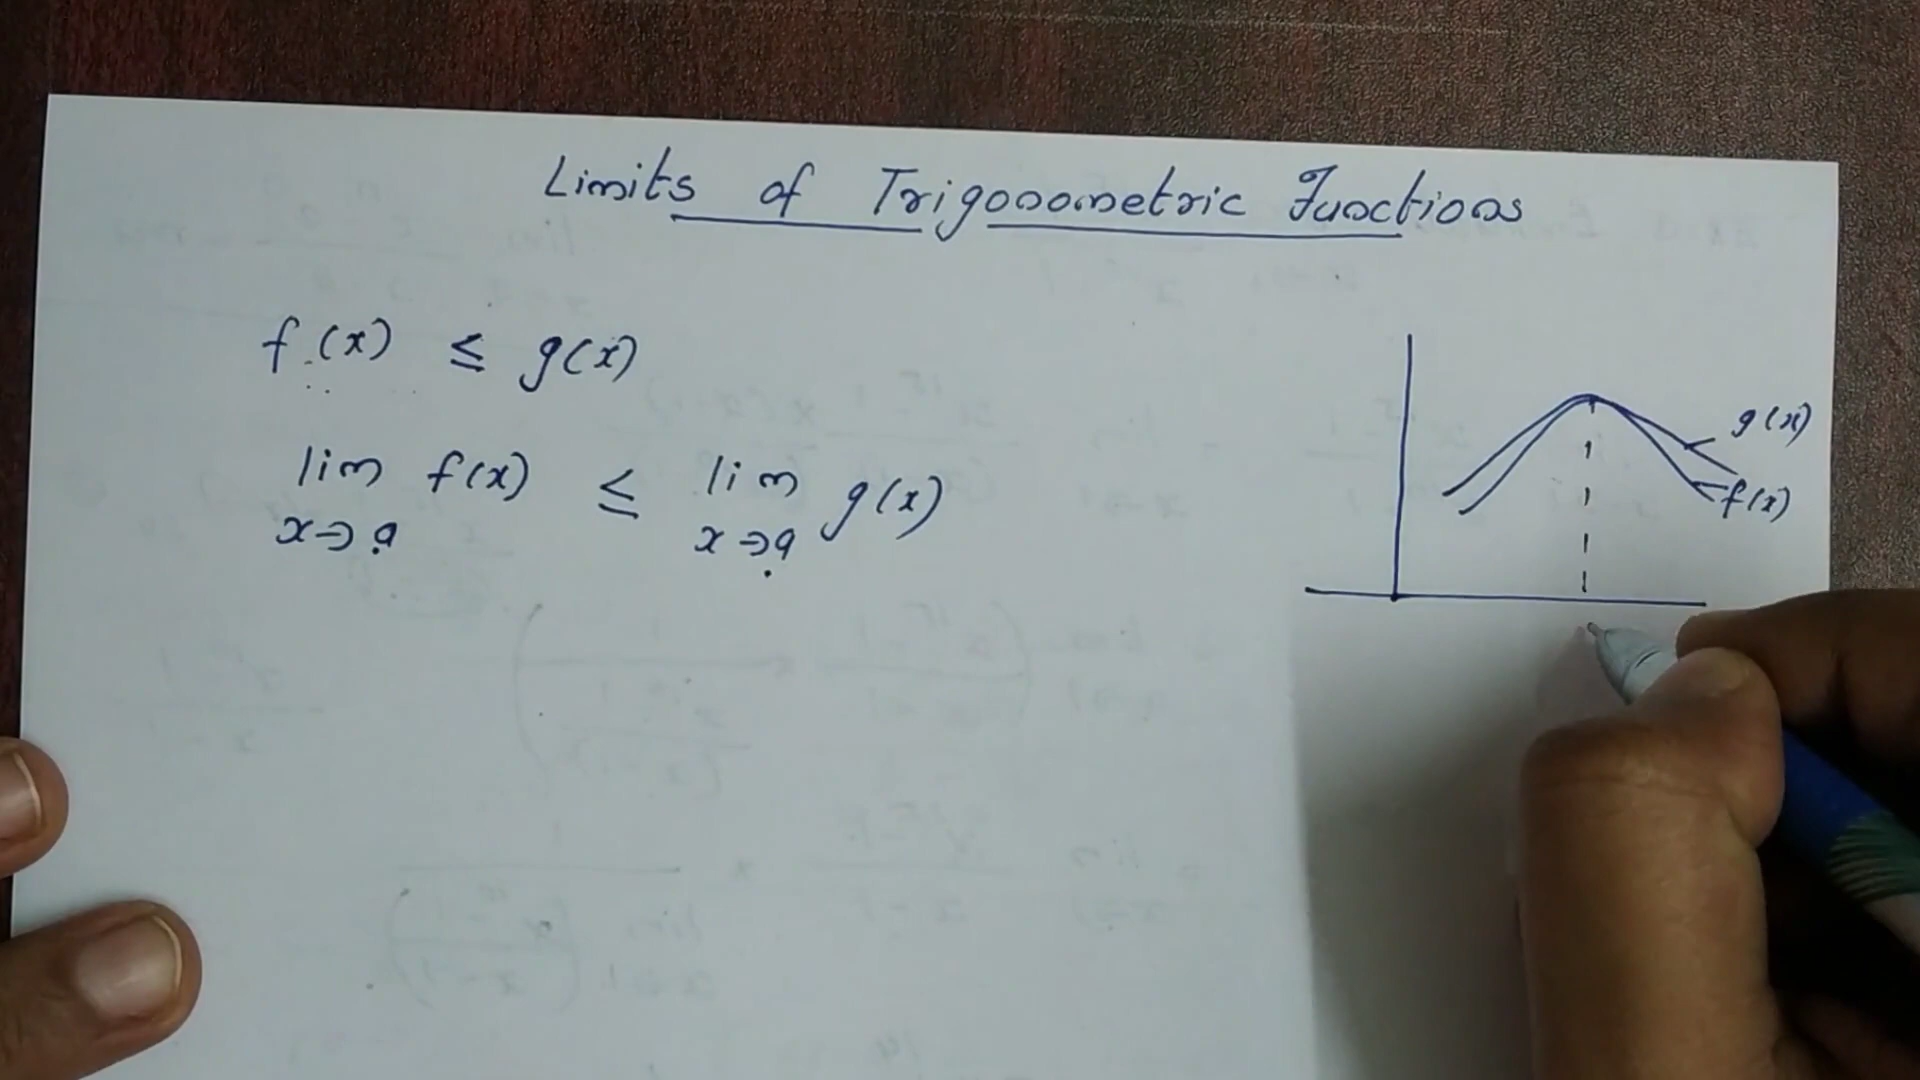 Limits of Trigonometric Functions
f(x) ≤ g(x)
lim f(x) ≤ lim g(x)
x→a x→a
g(x)
f(x)